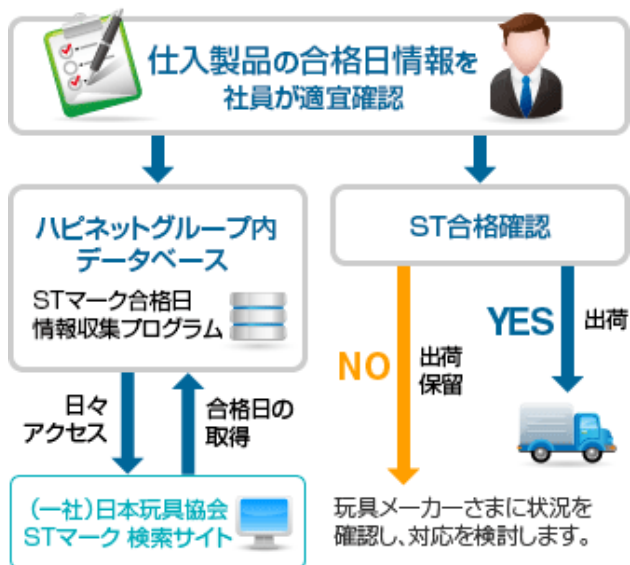 仕入製品の合格日情報を
社員が適宜確認
ハピネットグループ内
データベース
STマーク合格日
情報収集プログラム
日々
アクセス
合格日の
取得
(一社)日本玩具協会
STマーク 検索サイト
ST合格確認
NO
出荷
保留
YES
出荷
玩具メーカーさまに状況を
確認し、対応を検討します。